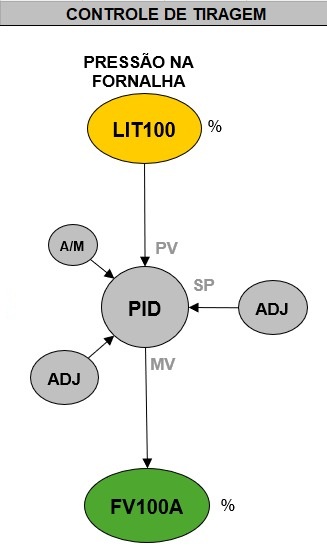 CONTROLE DE TIRAGEM
PRESSÃO NA
FORNALHA
LIT100
%
PV
A/M
PID
SP
ADJ
ADJ
MV
FV100A
%